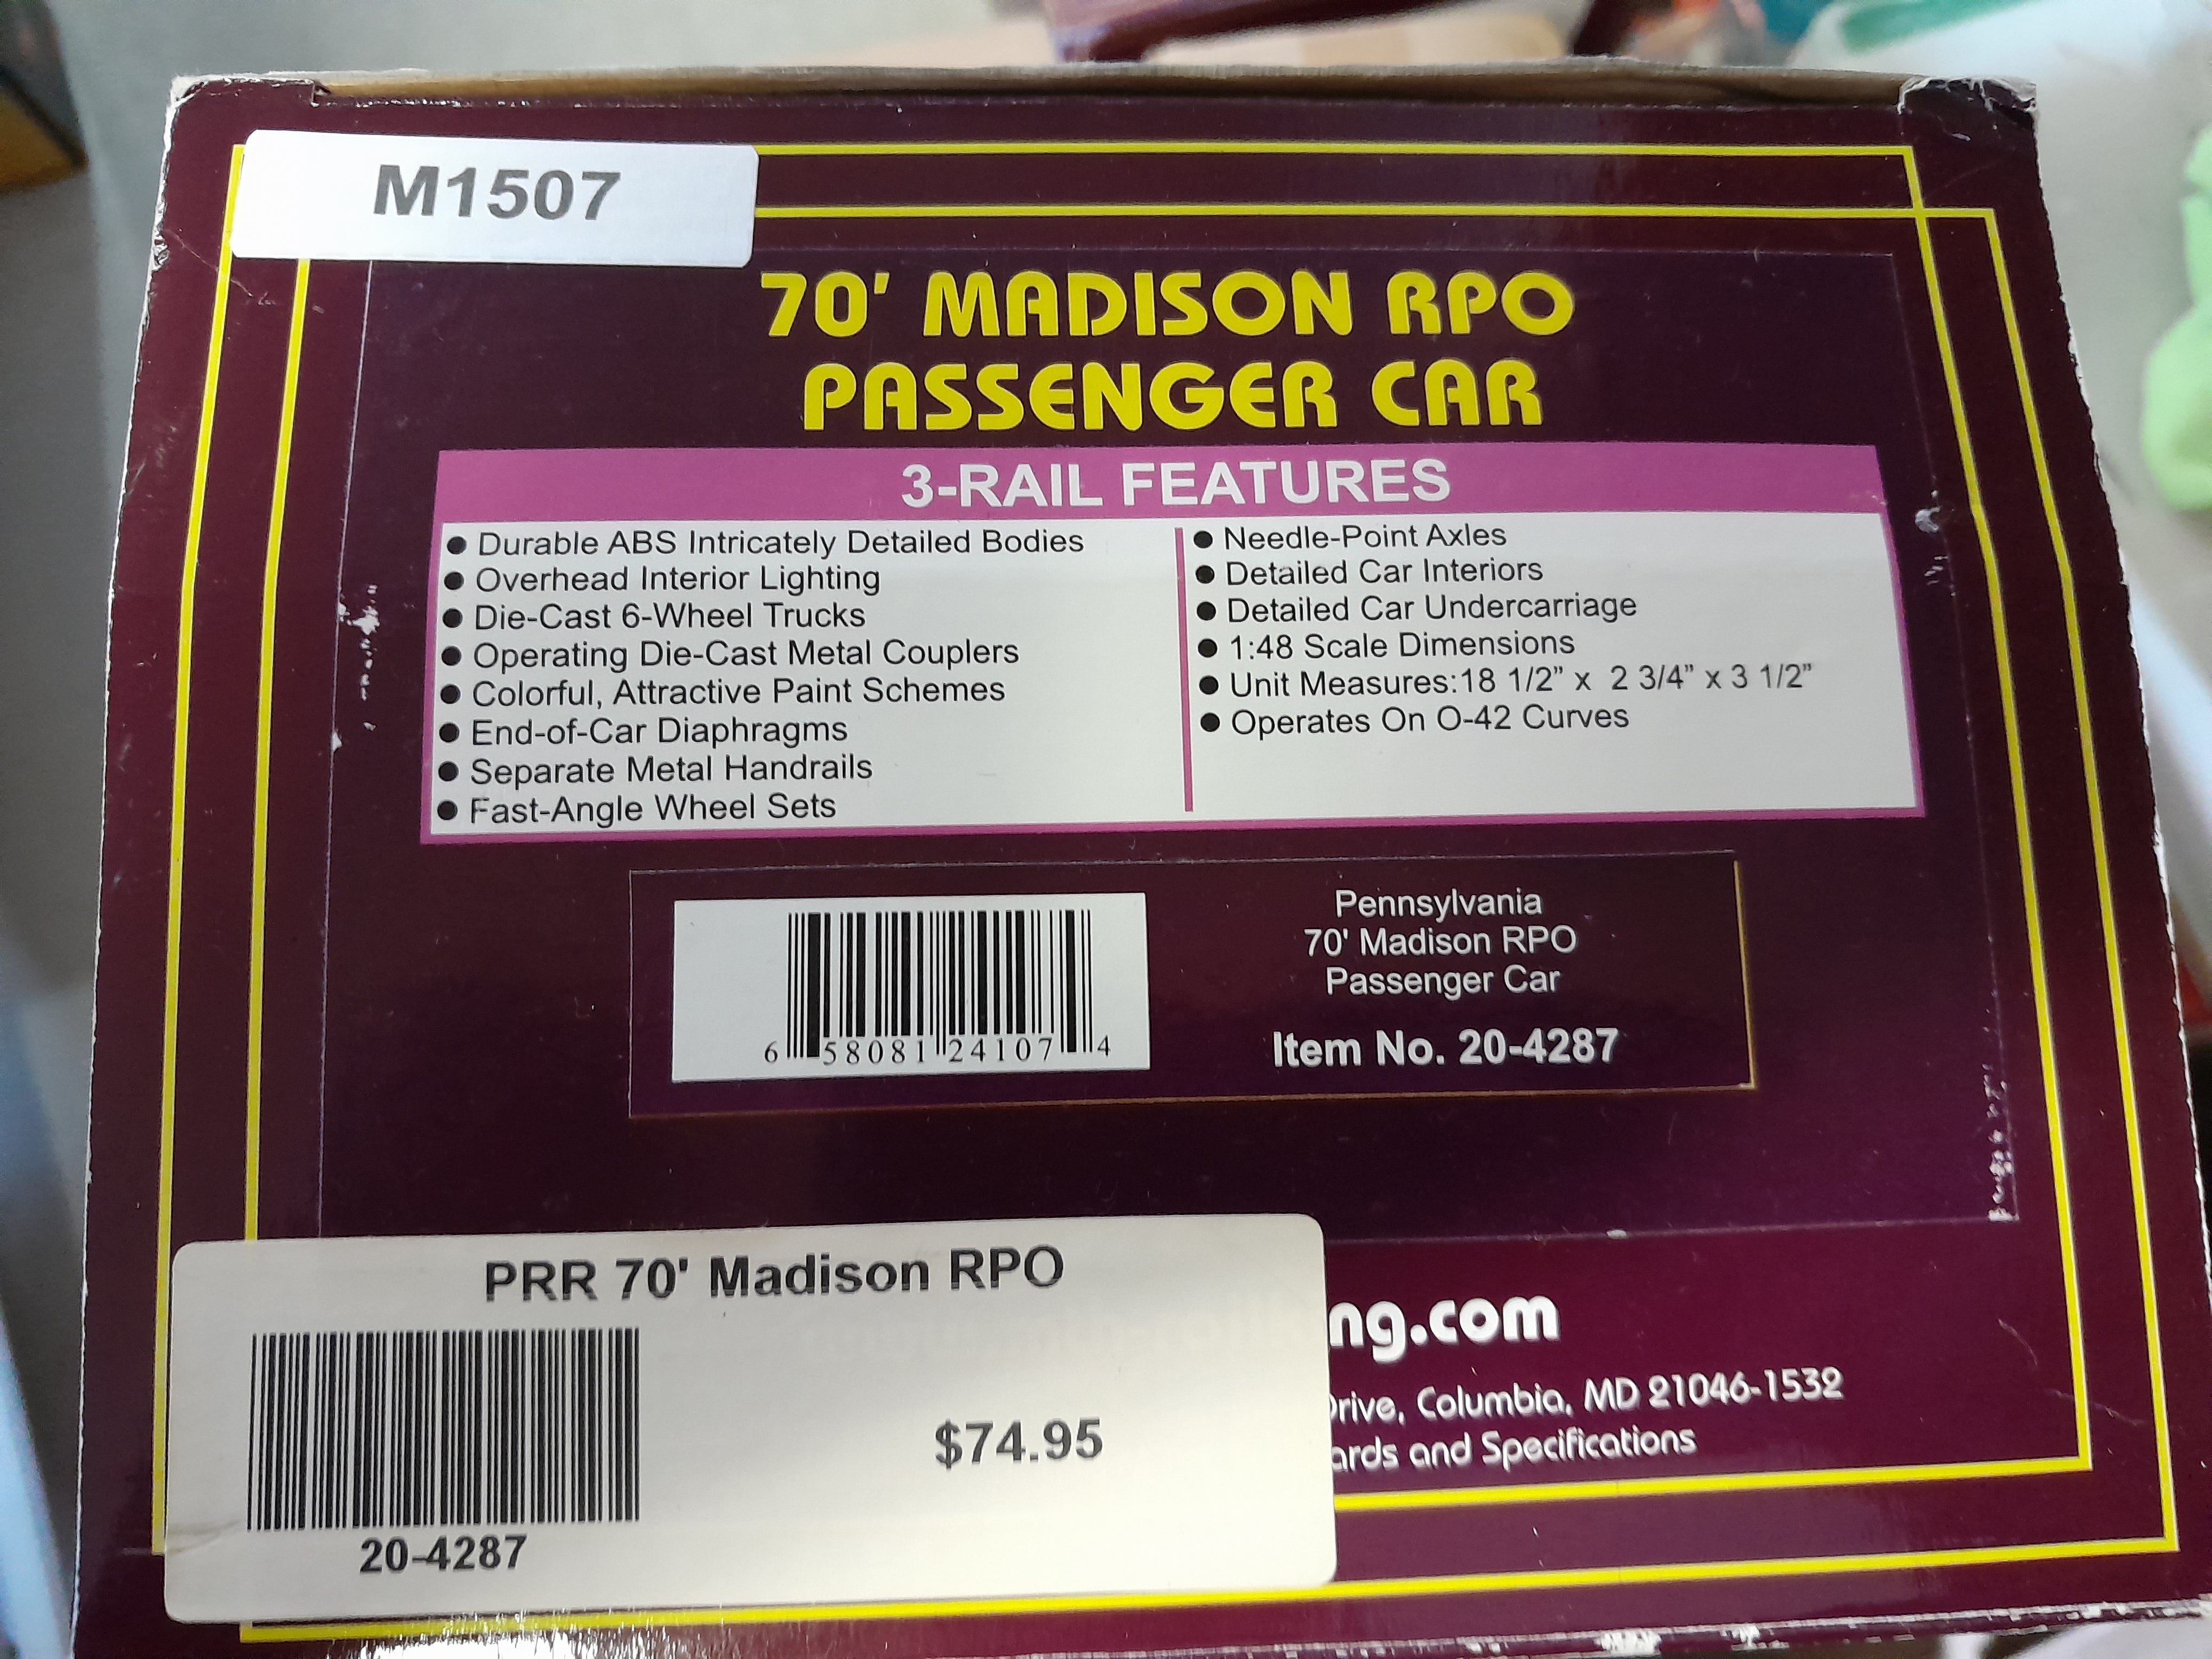 M1507
70' MADISON RPO
PASSENGER CAR
3-RAIL FEATURES
● Durable ABS Intricately Detailed Bodies
● Overhead Interior Lighting
● Die-Cast 6-Wheel Trucks
● Operating Die-Cast Metal Couplers
● Colorful, Attractive Paint Schemes
● End-of-Car Diaphragms
● Separate Metal Handrails
● Fast-Angle Wheel Sets
● Needle-Point Axles
● Detailed Car Interiors
● Detailed Car Undercarriage
● 1:48 Scale Dimensions
● Unit Measures:18 1/2” x 2 3/4” x 3 1/2”
● Operates On O-42 Curves
6 58081 24107 4
Pennsylvania
70' Madison RPO
Passenger Car
Item No. 20-4287
PRR 70' Madison RPO
$74.95
20-4287
ng.com
Drive, Columbia, MD 21046-1532
ards and Specifications